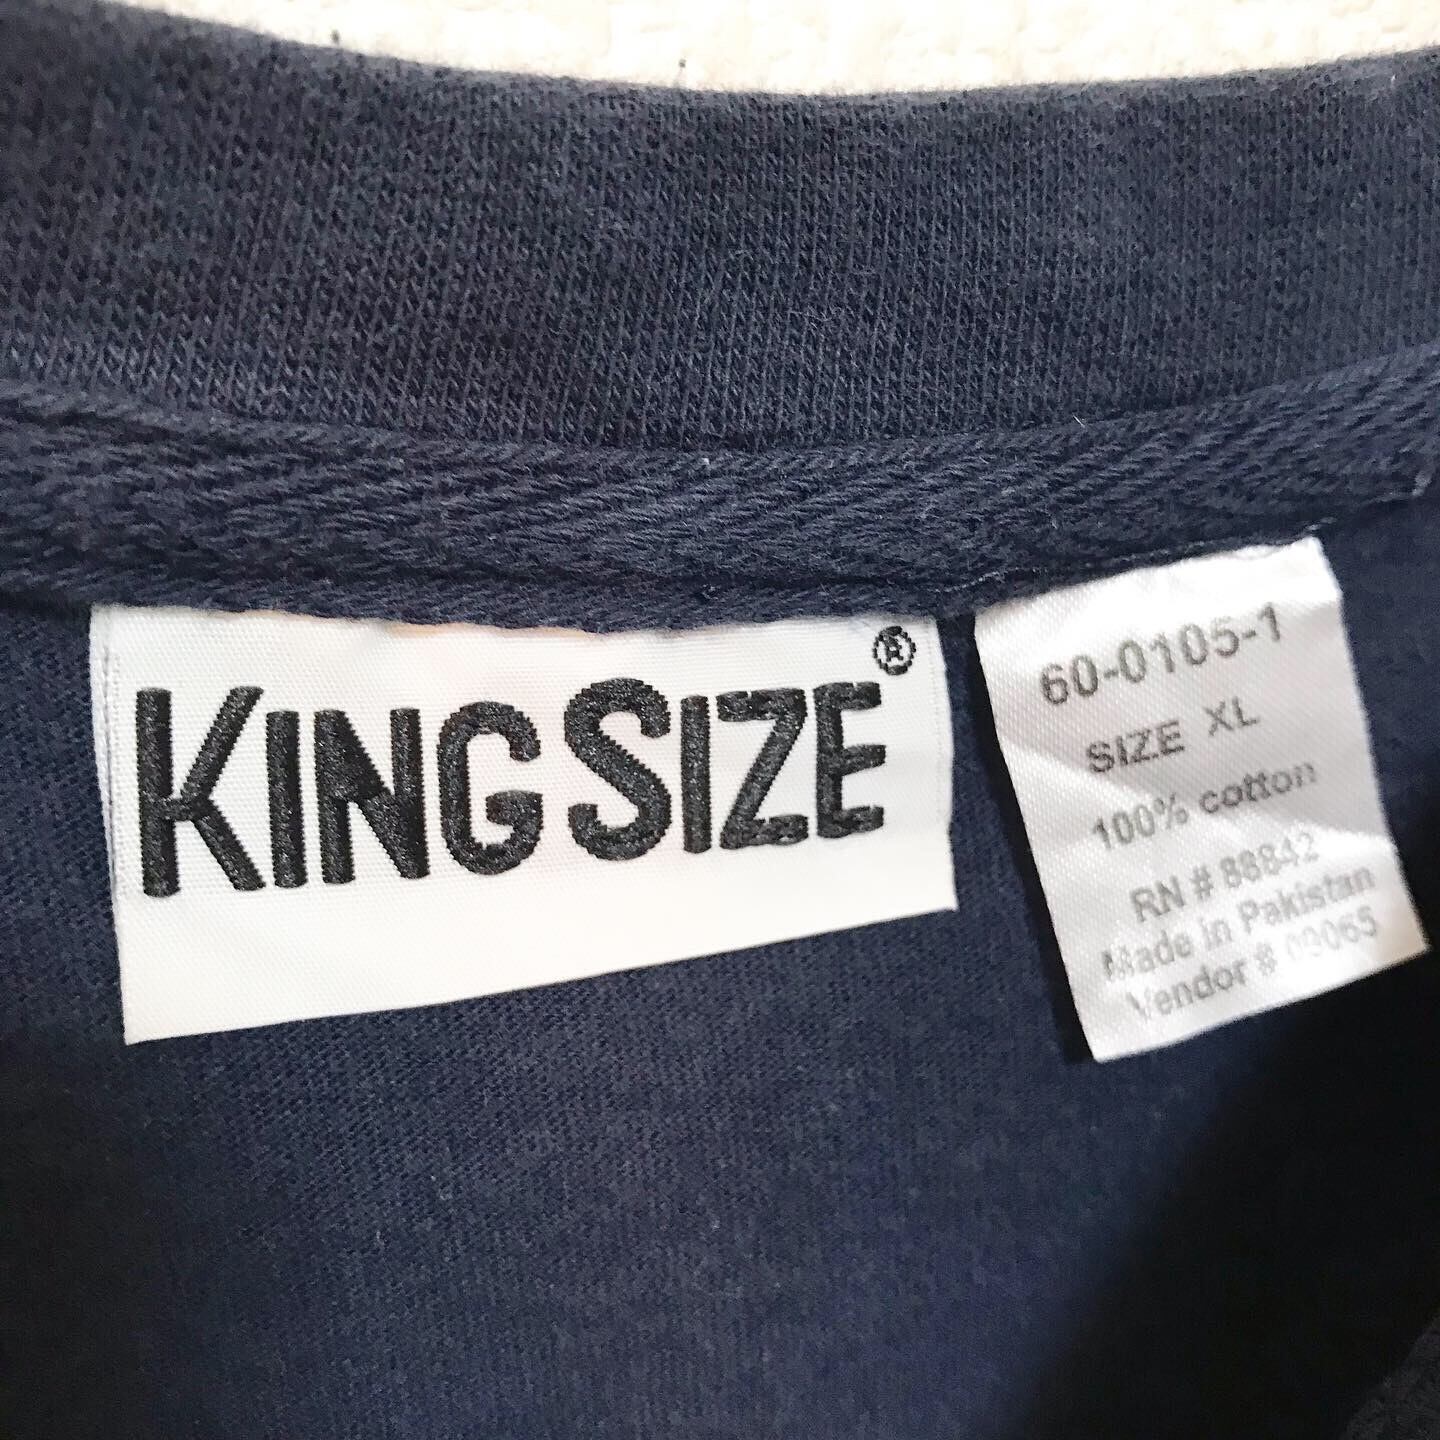 KINGSIZE®
60-0105-1
SIZE XL
100% cotton
RN # 88842
Made in Pakistan
Vendor #